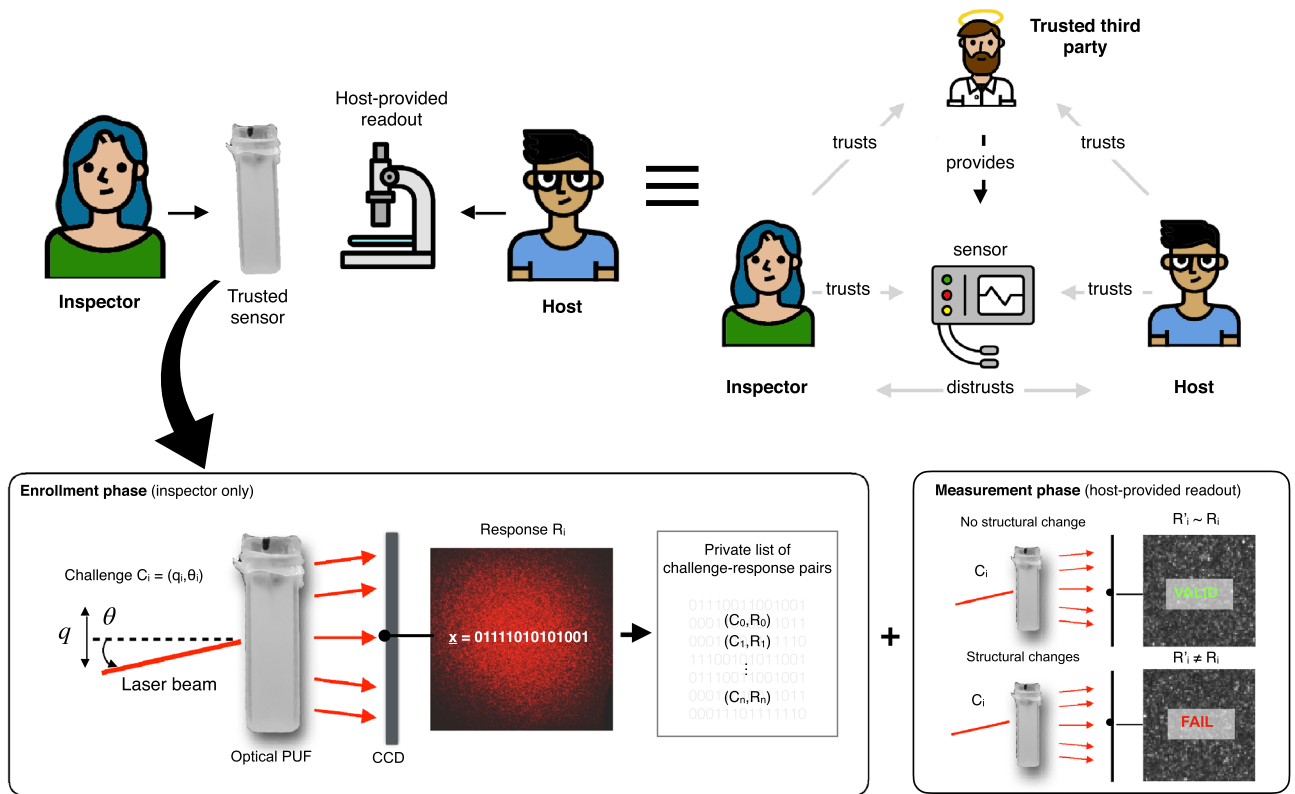 Trusted third
party
Host-provided
readout
trusts
trusts
provides
sensor
Inspector
Trusted
sensor
Host
trusts
trusts
Inspector
distrusts
Host
Enrollment phase (inspector only)
Response Rᵢ
Challenge Cᵢ = (qᵢ,θᵢ)
θ
q
Laser beam
x = 01111010101001
Optical PUF
CCD
Private list of
challenge-response pairs
01110011001001
(C₀,R₀)
(C₁,R₁)
11100101011001
⋮
(Cₙ,Rₙ)
00011101111110
+
Measurement phase (host-provided readout)
No structural change
R'ᵢ ~ Rᵢ
Cᵢ
VALID
Structural changes
R'ᵢ ≠ Rᵢ
Cᵢ
FAIL